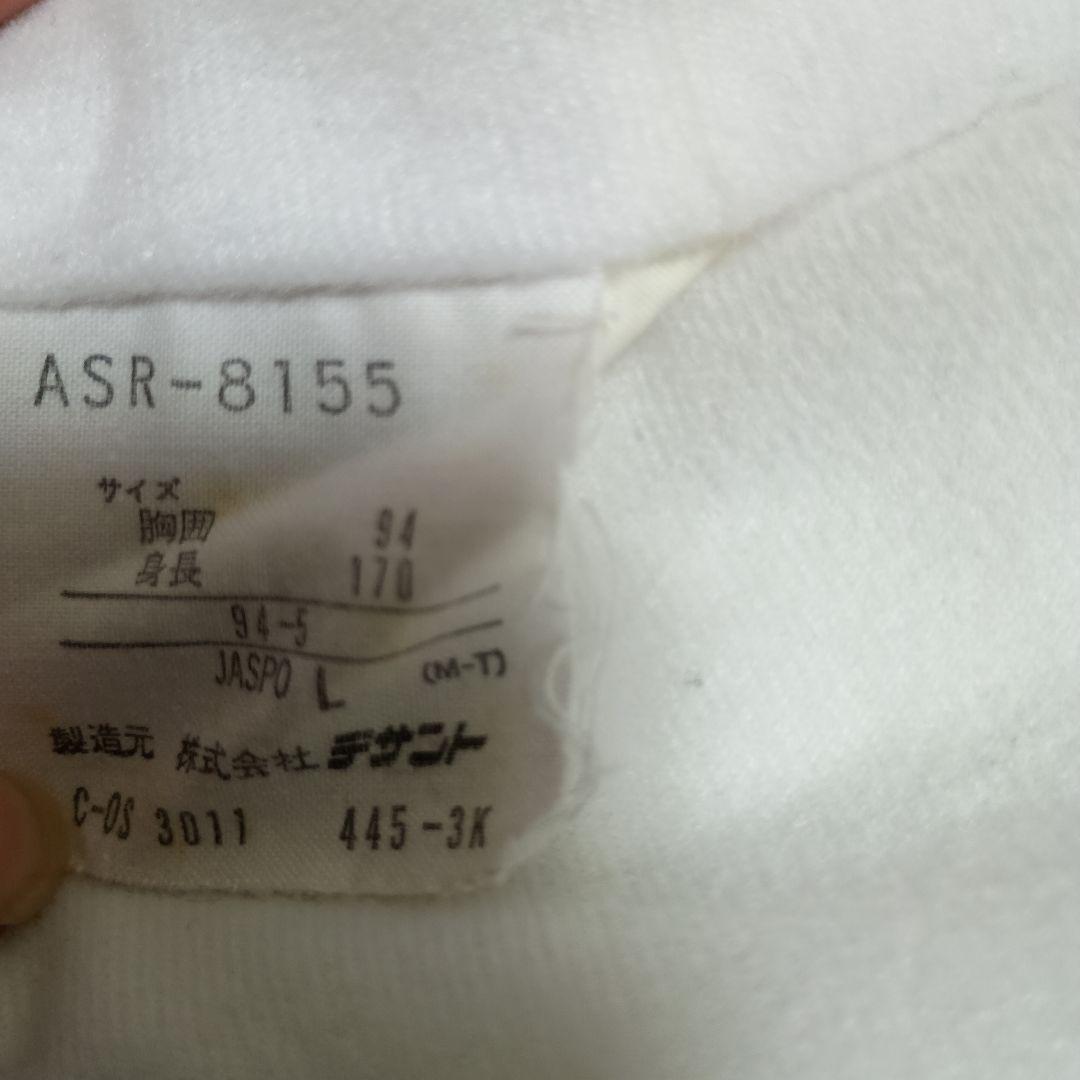 ASR-8155
サイズ
胸囲 94
身長 170
94-5
JASPO L (M-T)
製造元 株式会社デサント
C-OS 3011 445-3K